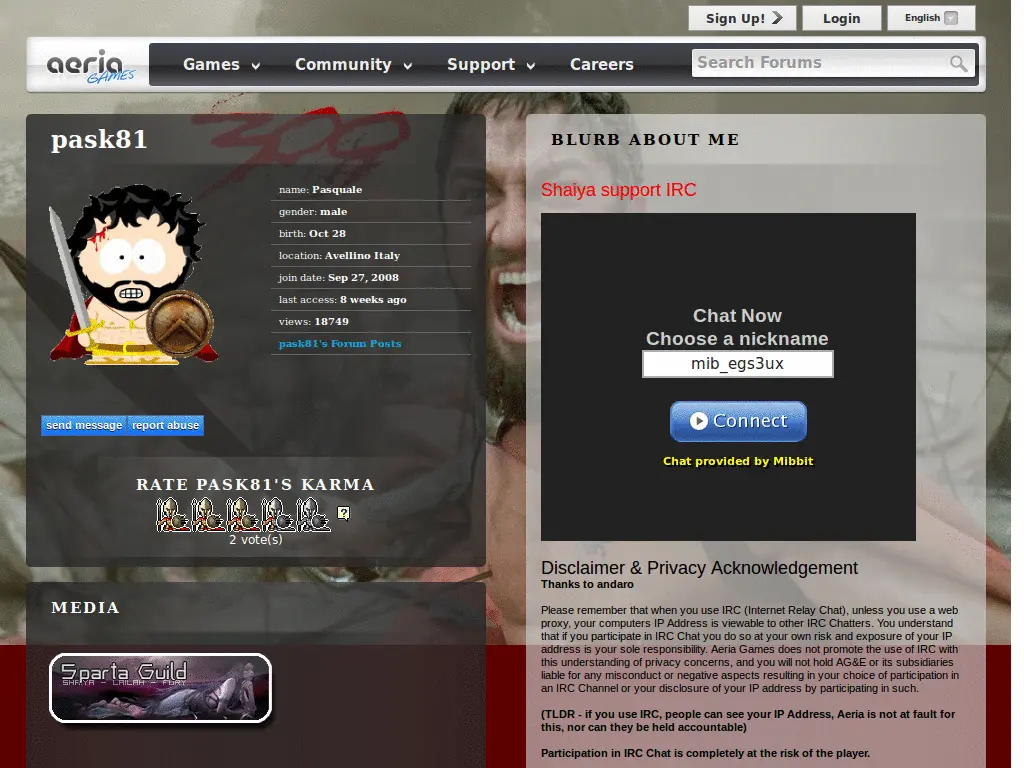 Sign Up!
Login
English
aeria
GAMES
Games
Community
Support
Careers
Search Forums
300
pask81
name: Pasquale
gender: male
birth: Oct 28
location: Avellino Italy
join date: Sep 27, 2008
last access: 8 weeks ago
views: 18749
pask81's Forum Posts
send message
report abuse
RATE PASK81'S KARMA
?
2 vote(s)
MEDIA
Sparta Guild
SHAIYA - LAILAH - FURY
BLURB ABOUT ME
Shaiya support IRC
Chat Now
Choose a nickname
mib_egs3ux
Connect
Chat provided by Mibbit
Disclaimer & Privacy Acknowledgement
Thanks to andaro
Please remember that when you use IRC (Internet Relay Chat), unless you use a web
proxy, your computers IP Address is viewable to other IRC Chatters. You understand
that if you participate in IRC Chat you do so at your own risk and exposure of your IP
address is your sole responsibility. Aeria Games does not promote the use of IRC with
this understanding of privacy concerns, and you will not hold AG&E or its subsidiaries
liable for any misconduct or negative aspects resulting in your choice of participation in
an IRC Channel or your disclosure of your IP address by participating in such.
(TLDR - if you use IRC, people can see your IP Address, Aeria is not at fault for
this, nor can they be held accountable)
Participation in IRC Chat is completely at the risk of the player.